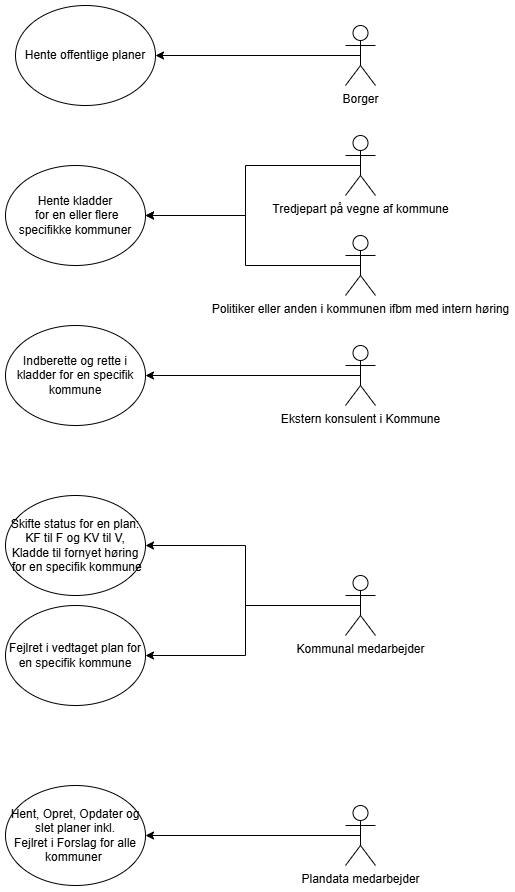 Hente offentlige planer
Borger
Hente kladder
for en eller flere
specifikke kommuner
Tredjepart på vegne af kommune
Politiker eller anden i kommunen ifbm med intern høring
Indberette og rette i
kladder for en specifik
kommune
Ekstern konsulent i Kommune
Skifte status for en plan:
KF til F og KV til V,
Kladde til fornyet høring
for en specifik kommune
Fejlret i vedtaget plan for
en specifik kommune
Kommunal medarbejder
Hent, Opret, Opdater og
slet planer inkl.
Fejlret i Forslag for alle
kommuner
Plandata medarbejder